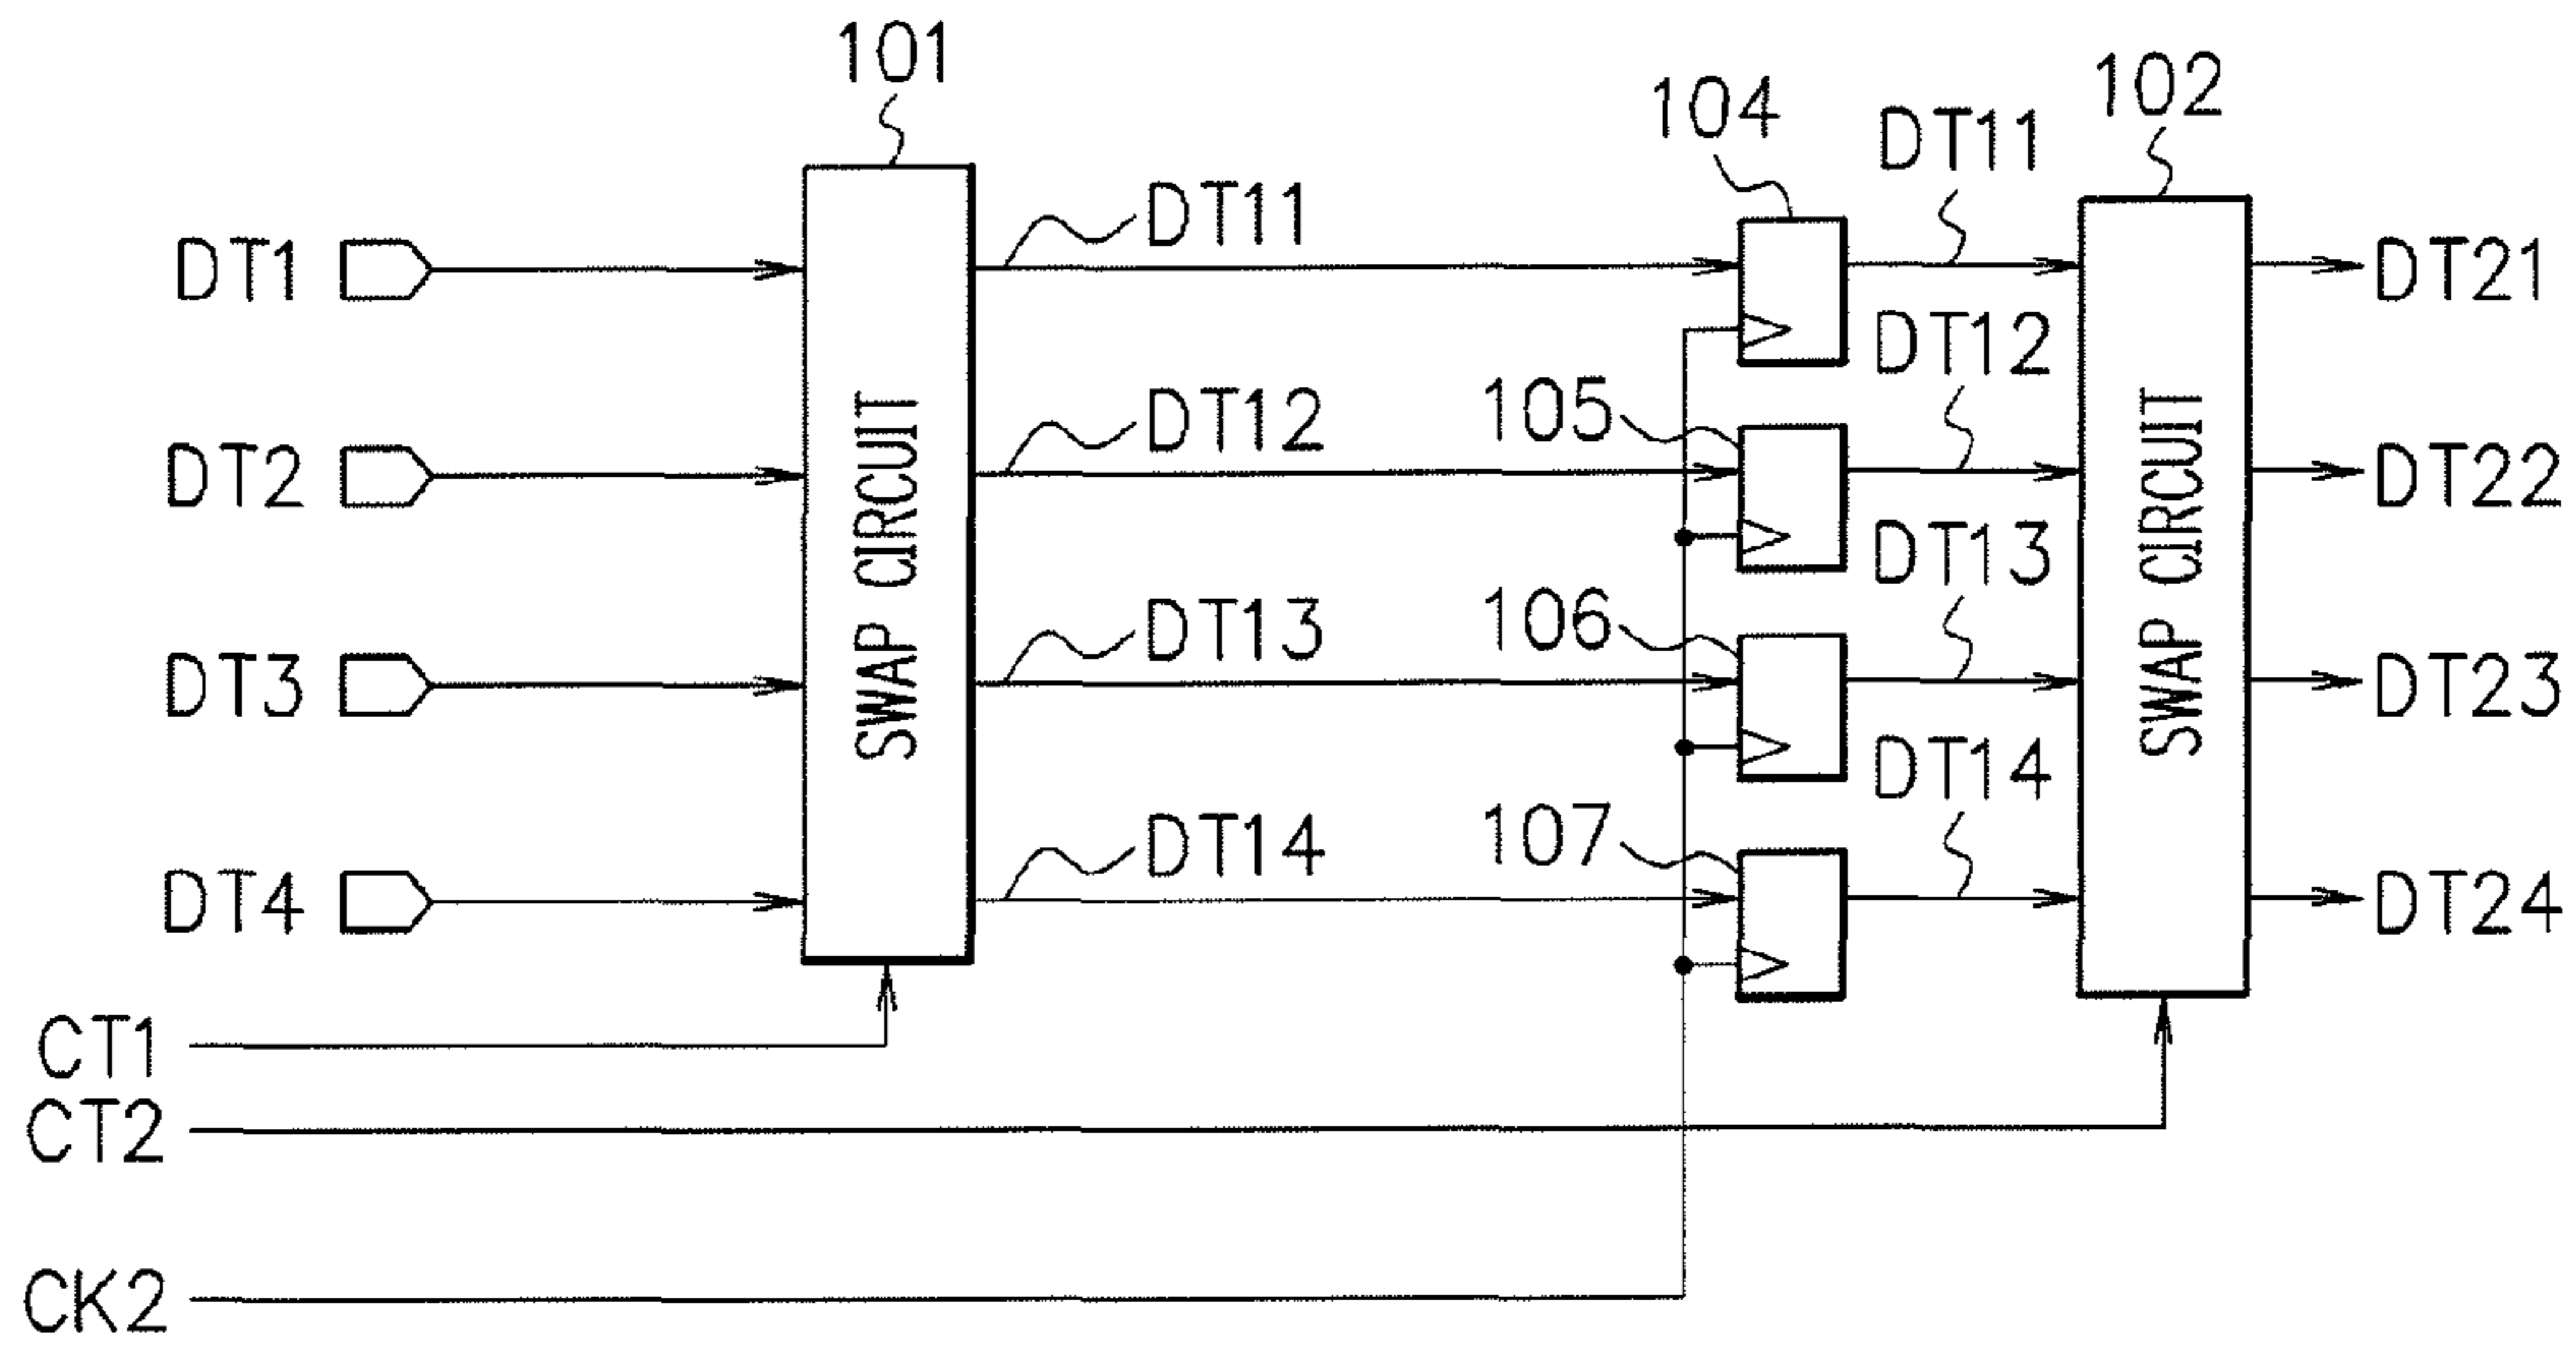 101
102
104
DT11
DT11
DT1
DT21
DT12
105
DT12
DT2
DT22
SWAP CIRCUIT
SWAP CIRCUIT
DT13
106
DT13
DT3
DT23
DT14
107
DT14
DT4
DT24
CT1
CT2
CK2